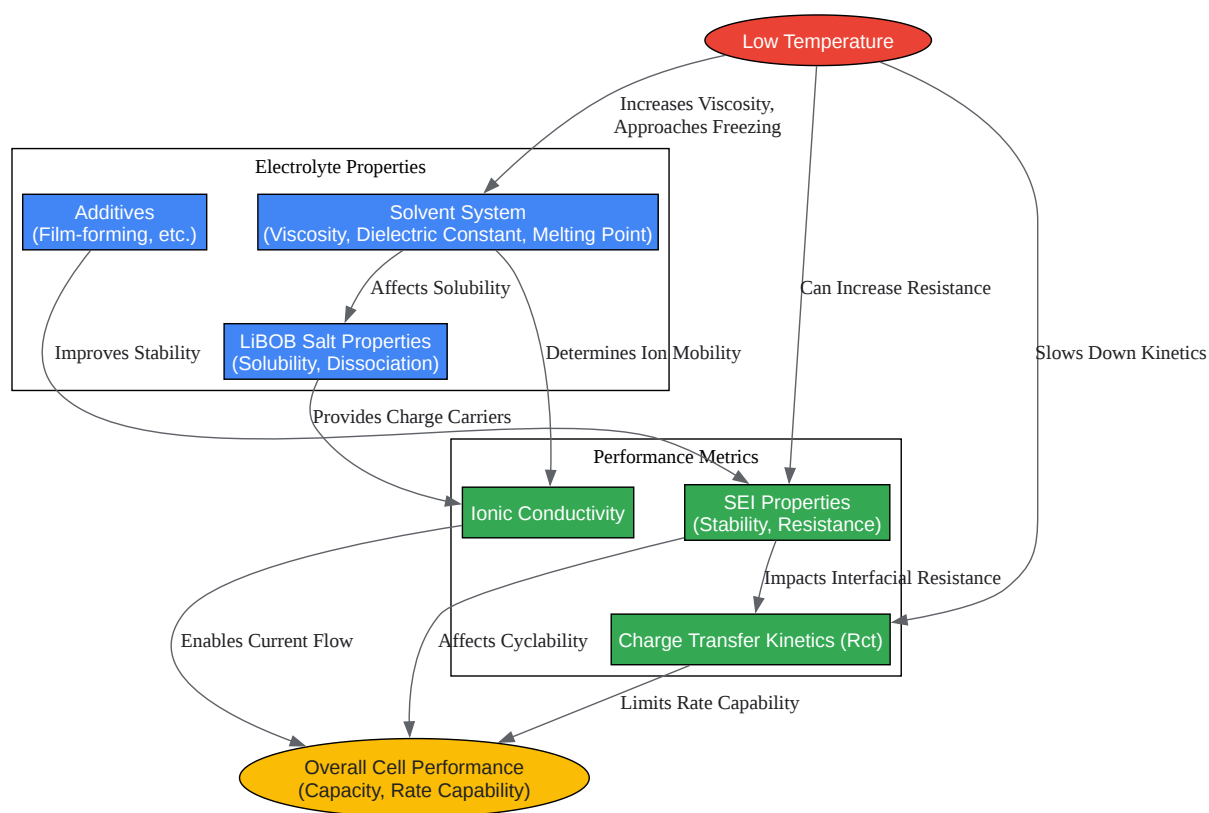 Low Temperature
Increases Viscosity,
Approaches Freezing
Electrolyte Properties
Additives
(Film-forming, etc.)
Solvent System
(Viscosity, Dielectric Constant, Melting Point)
Affects Solubility
Can Increase Resistance
LiBOB Salt Properties
(Solubility, Dissociation)
Improves Stability
Determines Ion Mobility
Slows Down Kinetics
Provides Charge Carriers
Performance Metrics
Ionic Conductivity
SEI Properties
(Stability, Resistance)
Impacts Interfacial Resistance
Enables Current Flow
Affects Cyclability
Charge Transfer Kinetics (Rct)
Limits Rate Capability
Overall Cell Performance
(Capacity, Rate Capability)